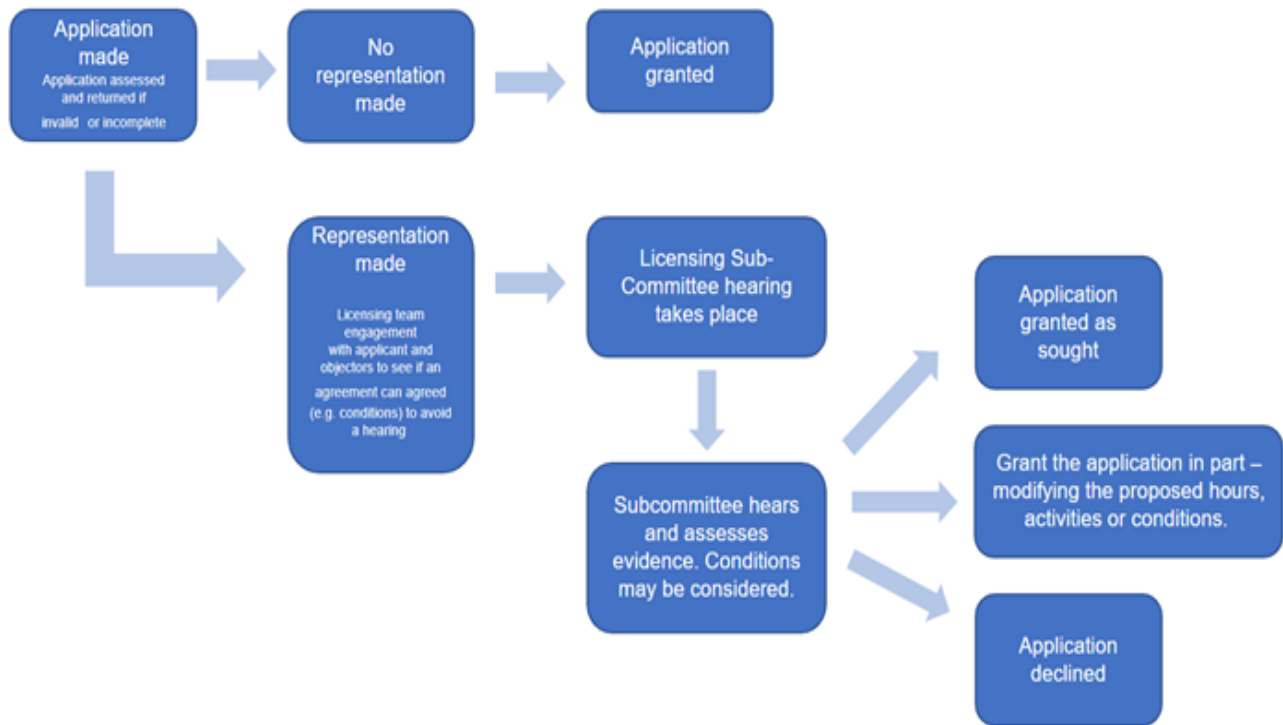 Application
made
Application assessed
and returned if
invalid or incomplete
No
representation
made
Application
granted
Representation
made
Licensing team
engagement
with applicant and
objectors to see if an
agreement can agreed
(e.g. conditions) to avoid
a hearing
Licensing Sub-
Committee hearing
takes place
Subcommittee hears
and assesses
evidence. Conditions
may be considered.
Application
granted as
sought
Grant the application in part –
modifying the proposed hours,
activities or conditions.
Application
declined